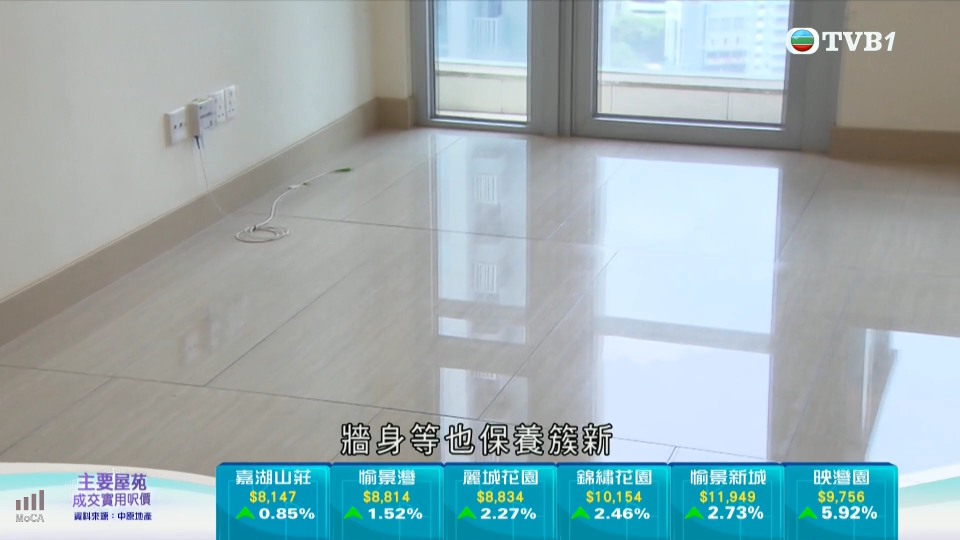 TVB1
牆身等也保養簇新
主要屋苑
成交實用呎價
資料來源：中原地產
MoCA
嘉湖山莊
$8,147
0.85%
愉景灣
$8,814
1.52%
麗城花園
$8,834
2.27%
錦繡花園
$10,154
2.46%
愉景新城
$11,949
2.73%
映灣園
$9,756
5.92%